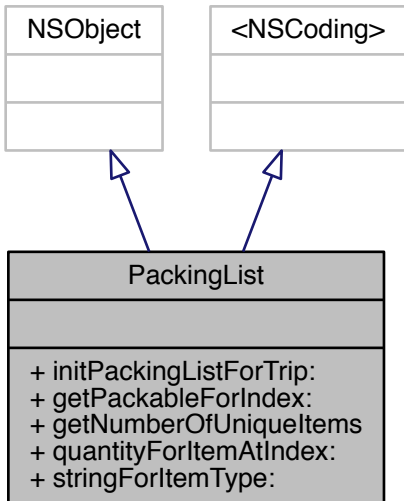 NSObject
<NSCoding>
PackingList
+ initPackingListForTrip:
+ getPackableForIndex:
+ getNumberOfUniqueItems
+ quantityForItemAtIndex:
+ stringForItemType: